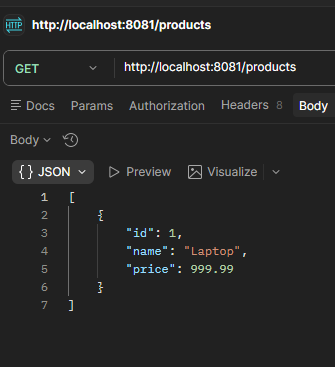 HTTP http://localhost:8081/products
GET http://localhost:8081/products
Docs Params Authorization Headers 8 Body
Body
{} JSON Preview Visualize
1 [
2 {
3 "id": 1,
4 "name": "Laptop",
5 "price": 999.99
6 }
7 ]